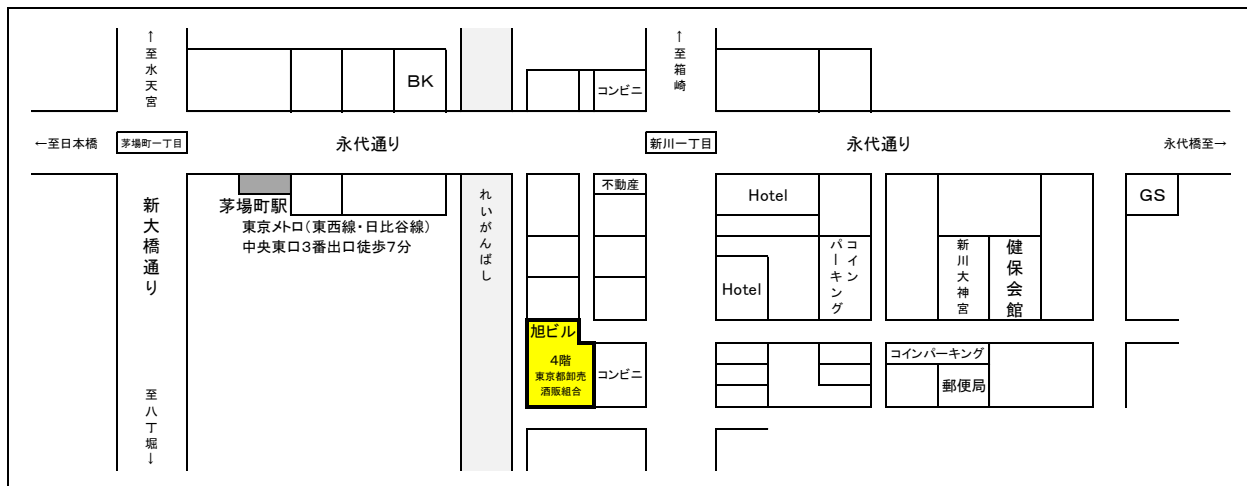 ↑至水天宮
↑至箱崎
BK
コンビニ
←至日本橋
茅場町一丁目
永代通り
新川一丁目
永代通り
永代橋至→
新大橋通り
茅場町駅
東京メトロ(東西線・日比谷線)
中央東口3番出口徒歩7分
れいがんばし
不動産
Hotel
Hotel
コイン
パーキング
新川大神宮
健保会館
GS
旭ビル
4階
東京都卸売
酒販組合
コンビニ
コインパーキング
郵便局
至八丁堀↓